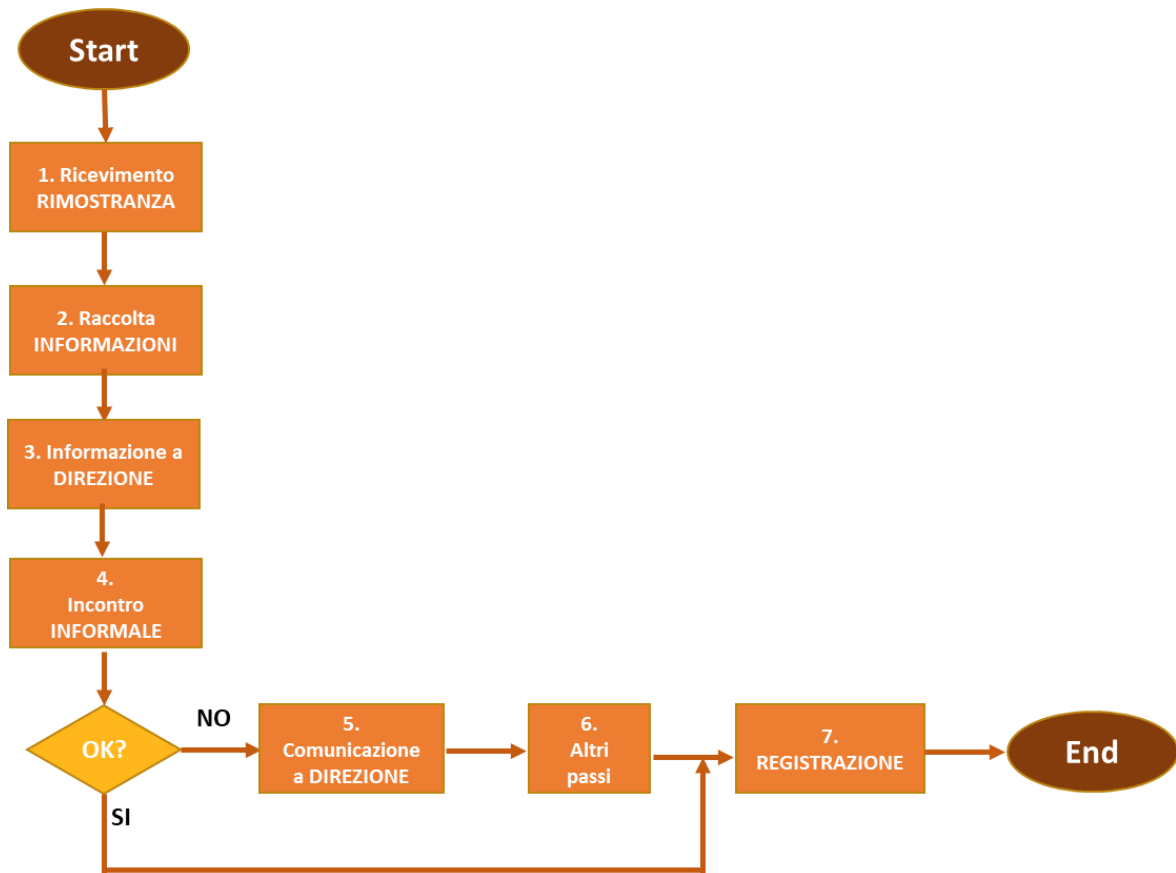 Start
1. Ricevimento
RIMOSTRANZA
2. Raccolta
INFORMAZIONI
3. Informazione a
DIREZIONE
4.
Incontro
INFORMALE
OK?
NO
SI
5.
Comunicazione
a DIREZIONE
6.
Altri
passi
7.
REGISTRAZIONE
End